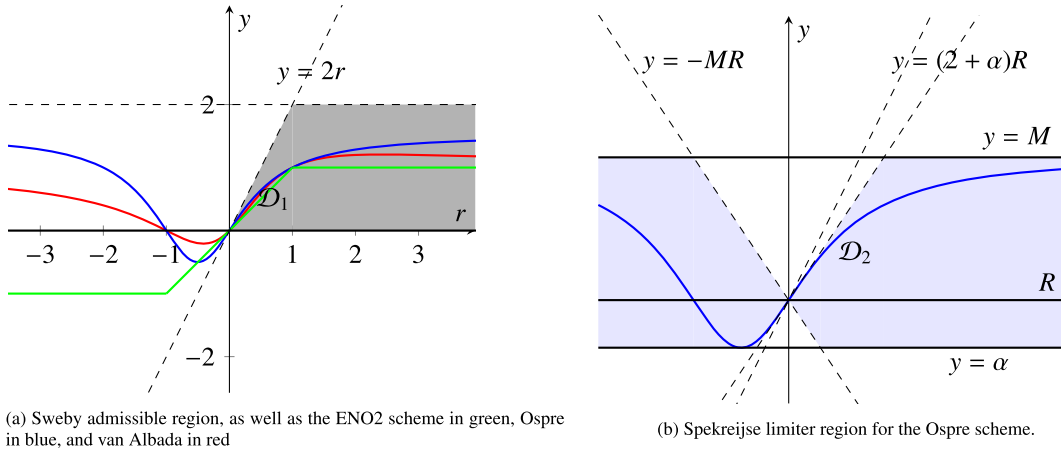 y
y = 2r
2
𝒟₁
r
−3 −2 −1 1 2 3
−2
(a) Sweby admissible region, as well as the ENO2 scheme in green, Ospre
in blue, and van Albada in red
y
y = −MR
y = (2 + α)R
y = M
𝒟₂
R
y = α
(b) Spekreijse limiter region for the Ospre scheme.